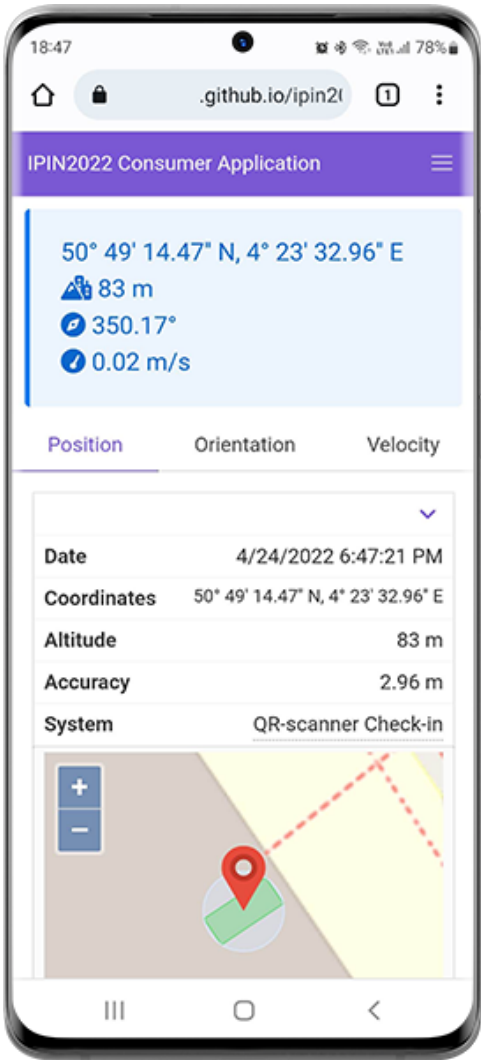 18:47
78%
.github.io/ipin20
1
IPIN2022 Consumer Application
50° 49' 14.47" N, 4° 23' 32.96" E
83 m
350.17°
0.02 m/s
Position Orientation Velocity
Date 4/24/2022 6:47:21 PM
Coordinates 50° 49' 14.47" N, 4° 23' 32.96" E
Altitude 83 m
Accuracy 2.96 m
System QR-scanner Check-in
+
−